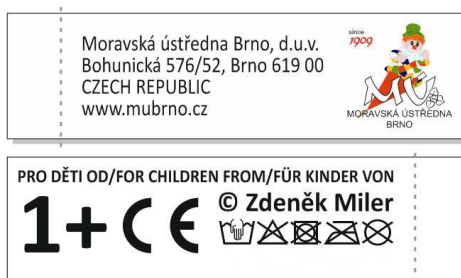 Moravská ústředna Brno, d.u.v.
Bohunická 576/52, Brno 619 00
CZECH REPUBLIC
www.mubrno.cz
since
1909
MU
MORAVSKÁ ÚSTŘEDNA
BRNO
PRO DĚTI OD/FOR CHILDREN FROM/FÜR KINDER VON
1+ CE
© Zdeněk Miler